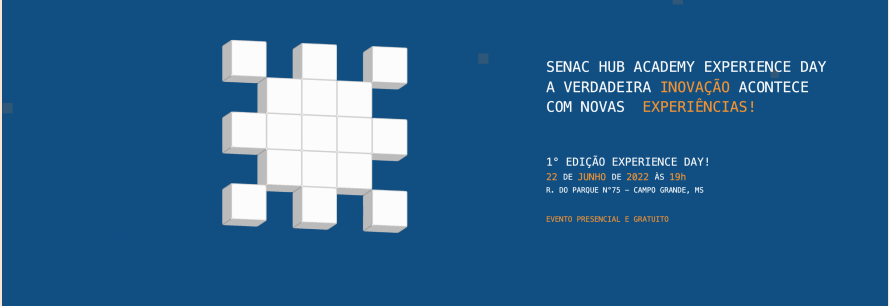 SENAC HUB ACADEMY EXPERIENCE DAY
A VERDADEIRA INOVAÇÃO ACONTECE
COM NOVAS EXPERIÊNCIAS!
1° EDIÇÃO EXPERIENCE DAY!
22 DE JUNHO DE 2022 ÀS 19h
R. DO PARQUE N°75 – CAMPO GRANDE, MS
EVENTO PRESENCIAL E GRATUITO